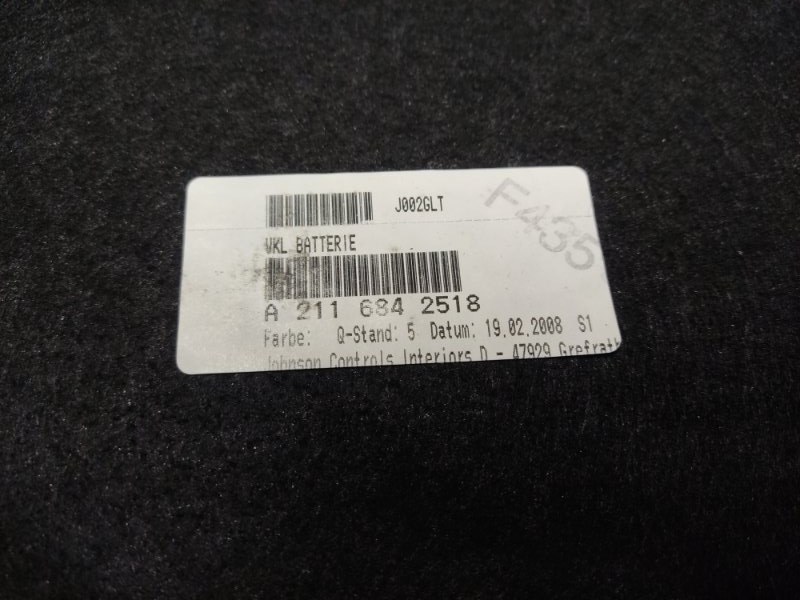 J002GLT
F435
VKL BATTERIE
A 211 684 2518
Farbe: Q-Stand: 5 Datum: 19.02.2008 S1
Johnson Controls Interiors D - 47929 Grefrath